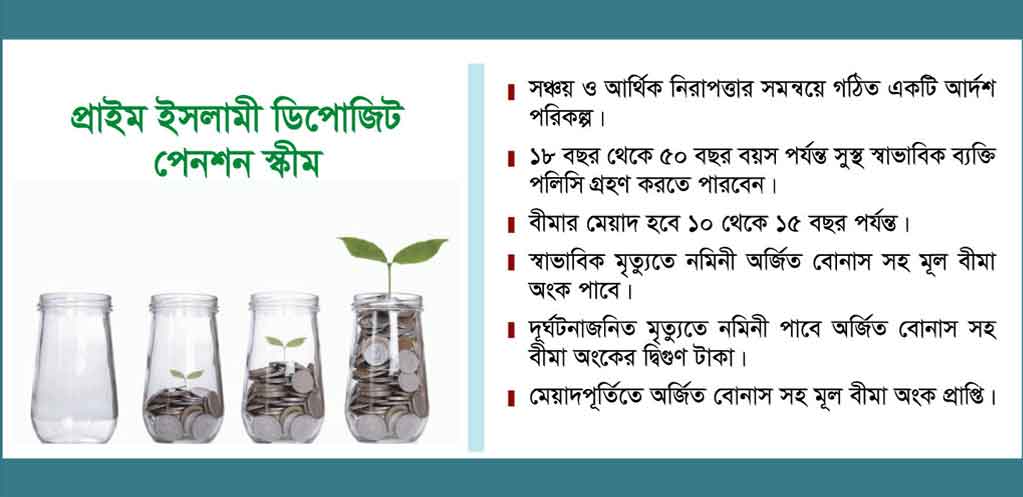 প্রাইম ইসলামী ডিপোজিট
পেনশন স্কীম
সঞ্চয় ও আর্থিক নিরাপত্তার সমন্বয়ে গঠিত একটি আর্দশ
পরিকল্প।
১৮ বছর থেকে ৫০ বছর বয়স পর্যন্ত সুস্থ স্বাভাবিক ব্যক্তি
পলিসি গ্রহণ করতে পারবেন।
বীমার মেয়াদ হবে ১০ থেকে ১৫ বছর পর্যন্ত।
স্বাভাবিক মৃত্যুতে নমিনী অর্জিত বোনাস সহ মূল বীমা
অংক পাবে।
দূর্ঘটনাজনিত মৃত্যুতে নমিনী পাবে অর্জিত বোনাস সহ
বীমা অংকের দ্বিগুণ টাকা।
মেয়াদপূর্তিতে অর্জিত বোনাস সহ মূল বীমা অংক প্রাপ্তি।